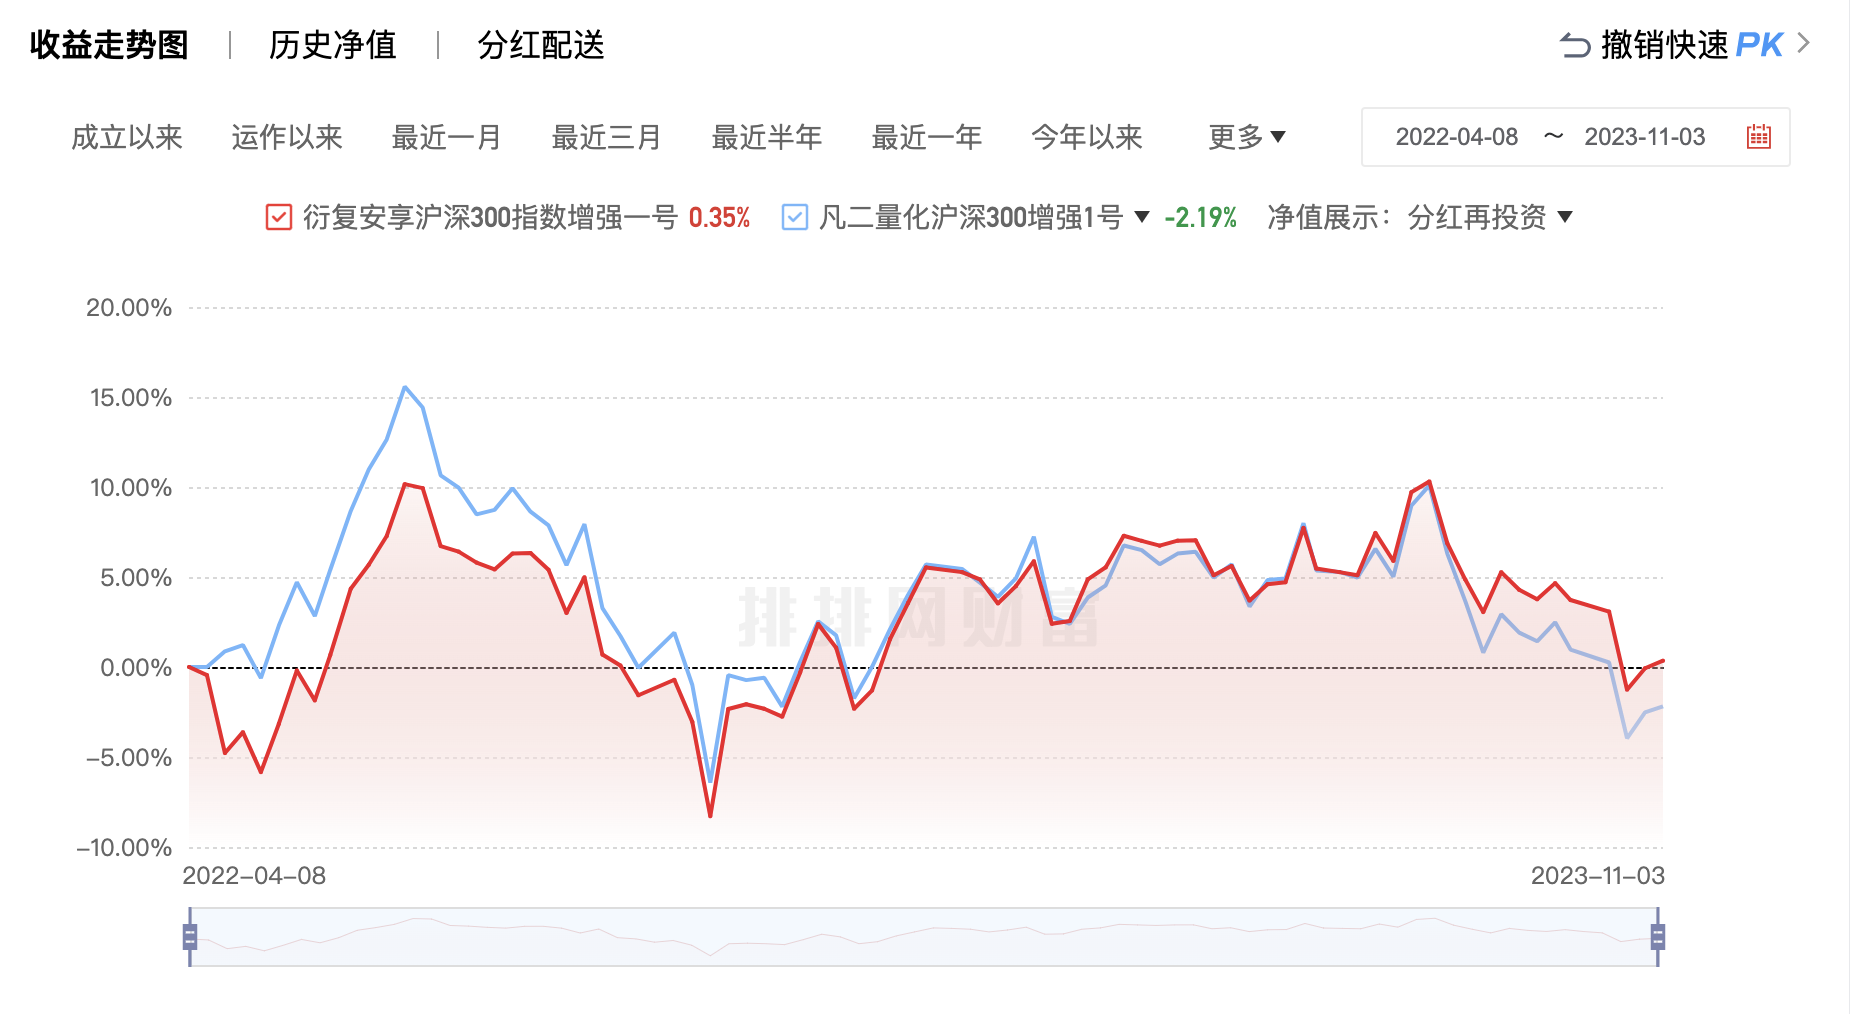 收益走势图 | 历史净值 | 分红配送 撤销快速PK
成立以来 运作以来 最近一月 最近三月 最近半年 最近一年 今年以来 更多 2022-04-08 ~ 2023-11-03
衍复安享沪深300指数增强一号 0.35% 凡二量化沪深300增强1号 -2.19% 净值展示：分红再投资
20.00%
15.00%
10.00%
5.00%
排排网财富
0.00%
-5.00%
-10.00%
2022-04-08 2023-11-03